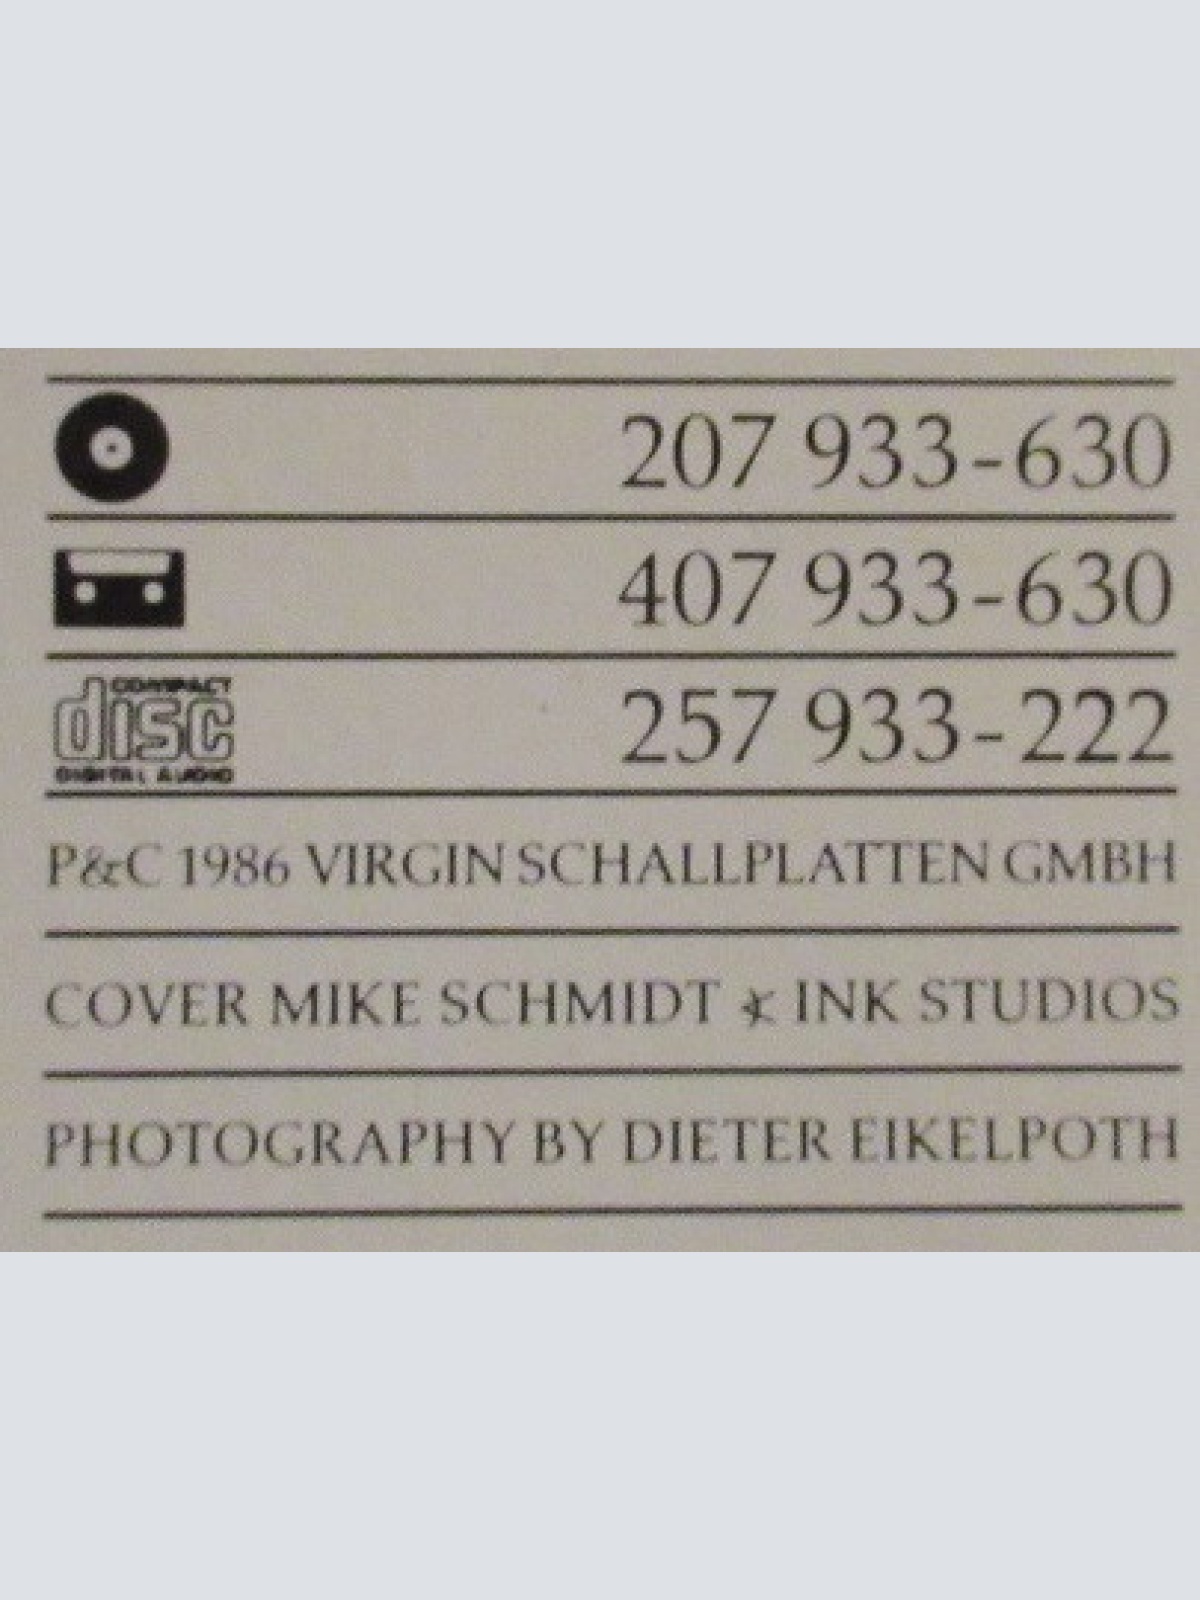 207 933-630
407 933-630
COMPACT
disc
DIGITAL AUDIO
257 933-222
P&C 1986 VIRGIN SCHALLPLATTEN GMBH
COVER MIKE SCHMIDT * INK STUDIOS
PHOTOGRAPHY BY DIETER EIKELPOTH